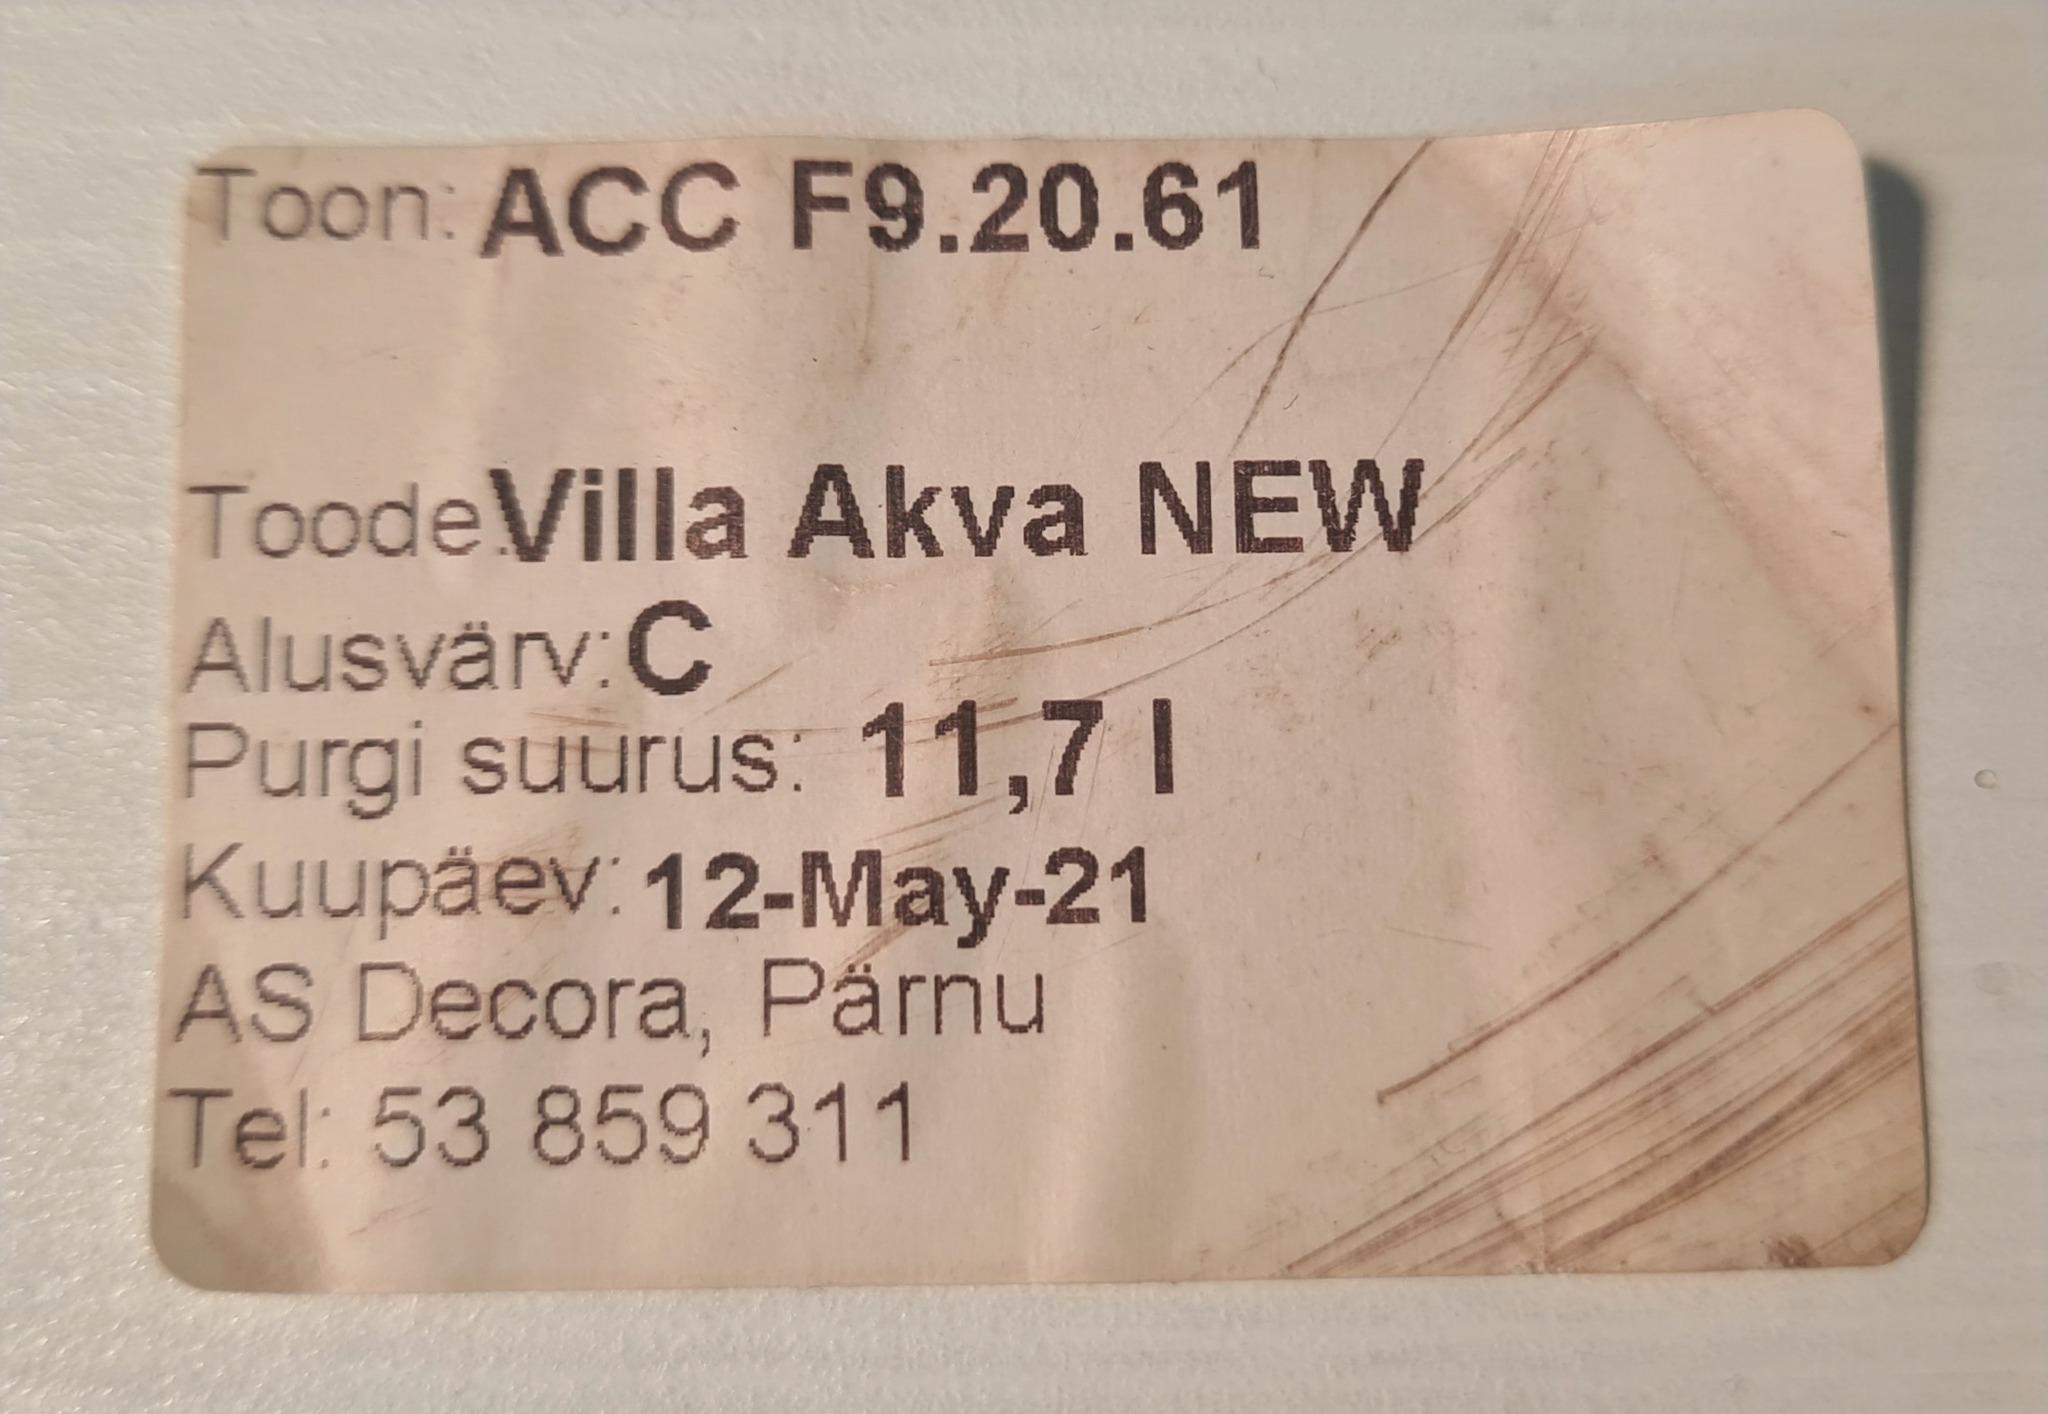 Toon: ACC F9.20.61
Toode:Villa Akva NEW
Alusvärv: C
Purgi suurus: 11,7 l
Kuupäev: 12-May-21
AS Decora, Pärnu
Tel: 53 859 311